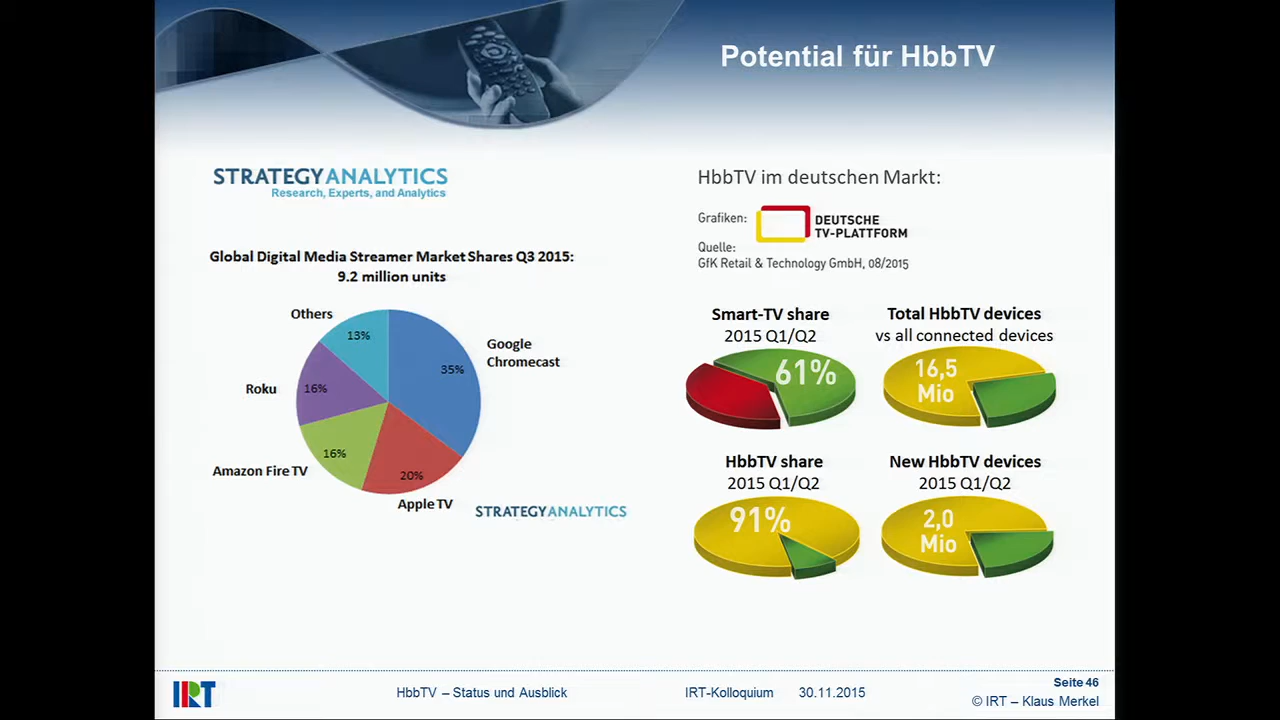 Potential für HbbTV
STRATEGYANALYTICS
Research, Experts, and Analytics
Global Digital Media Streamer Market Shares Q3 2015:
9.2 million units
Others
13%
Google
Chromecast
35%
Roku
16%
Amazon Fire TV
16%
20%
Apple TV
STRATEGYANALYTICS
HbbTV im deutschen Markt:
Grafiken:
DEUTSCHE
TV-PLATTFORM
Quelle:
GfK Retail & Technology GmbH, 08/2015
Smart-TV share
2015 Q1/Q2
61%
Total HbbTV devices
vs all connected devices
16,5
Mio
HbbTV share
2015 Q1/Q2
91%
New HbbTV devices
2015 Q1/Q2
2,0
Mio
IRT
HbbTV – Status und Ausblick
IRT-Kolloquium
30.11.2015
Seite 46
© IRT – Klaus Merkel